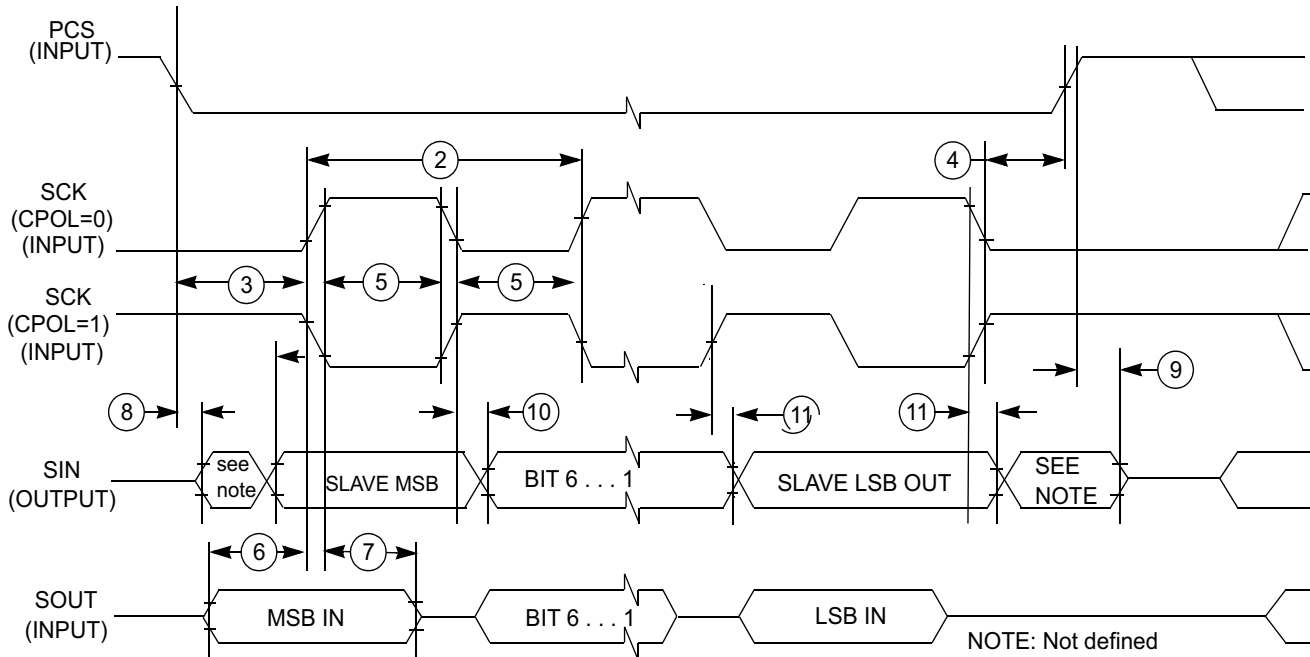 PCS
(INPUT)
2
4
SCK
(CPOL=0)
(INPUT)
3
5
5
SCK
(CPOL=1)
(INPUT)
9
8
10
11
11
SIN
(OUTPUT)
see
note
SLAVE MSB
BIT 6 . . . 1
SLAVE LSB OUT
SEE
NOTE
6
7
SOUT
(INPUT)
MSB IN
BIT 6 . . . 1
LSB IN
NOTE: Not defined